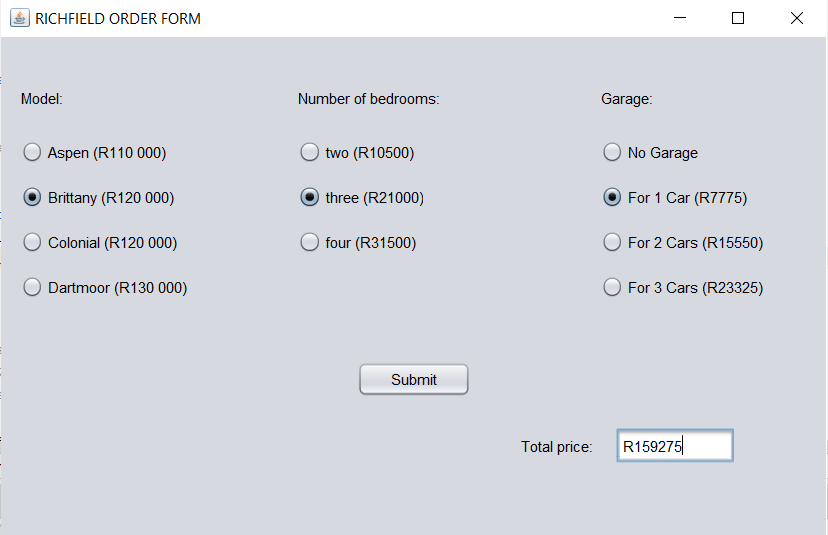 RICHFIELD ORDER FORM
Model:
Number of bedrooms:
Garage:
Aspen (R110 000)
two (R10500)
No Garage
Brittany (R120 000)
three (R21000)
For 1 Car (R7775)
Colonial (R120 000)
four (R31500)
For 2 Cars (R15550)
Dartmoor (R130 000)
For 3 Cars (R23325)
Submit
Total price:
R159275